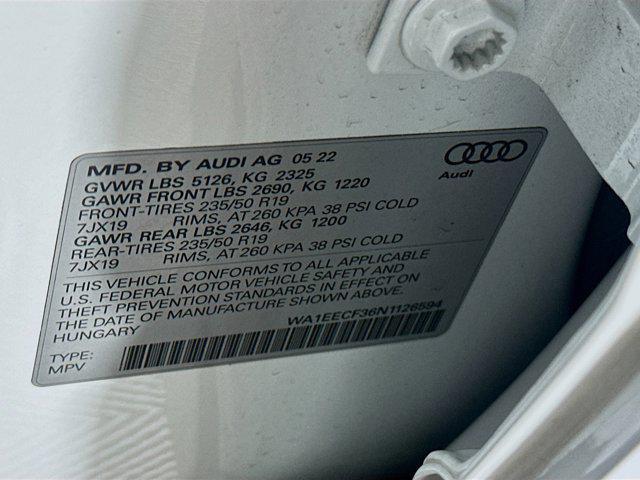 MFD. BY AUDI AG 05 22
GVWR LBS 5126, KG 2325
GAWR FRONT LBS 2690, KG 1220
FRONT-TIRES 235/50 R19
7JX19 RIMS, AT 260 KPA 38 PSI COLD
GAWR REAR LBS 2646, KG 1200
REAR-TIRES 235/50 R19
7JX19 RIMS, AT 260 KPA 38 PSI COLD
Audi
THIS VEHICLE CONFORMS TO ALL APPLICABLE
U.S. FEDERAL MOTOR VEHICLE SAFETY AND
THEFT PREVENTION STANDARDS IN EFFECT ON
THE DATE OF MANUFACTURE SHOWN ABOVE.
HUNGARY
WA1EECF36N1126594
TYPE:
MPV